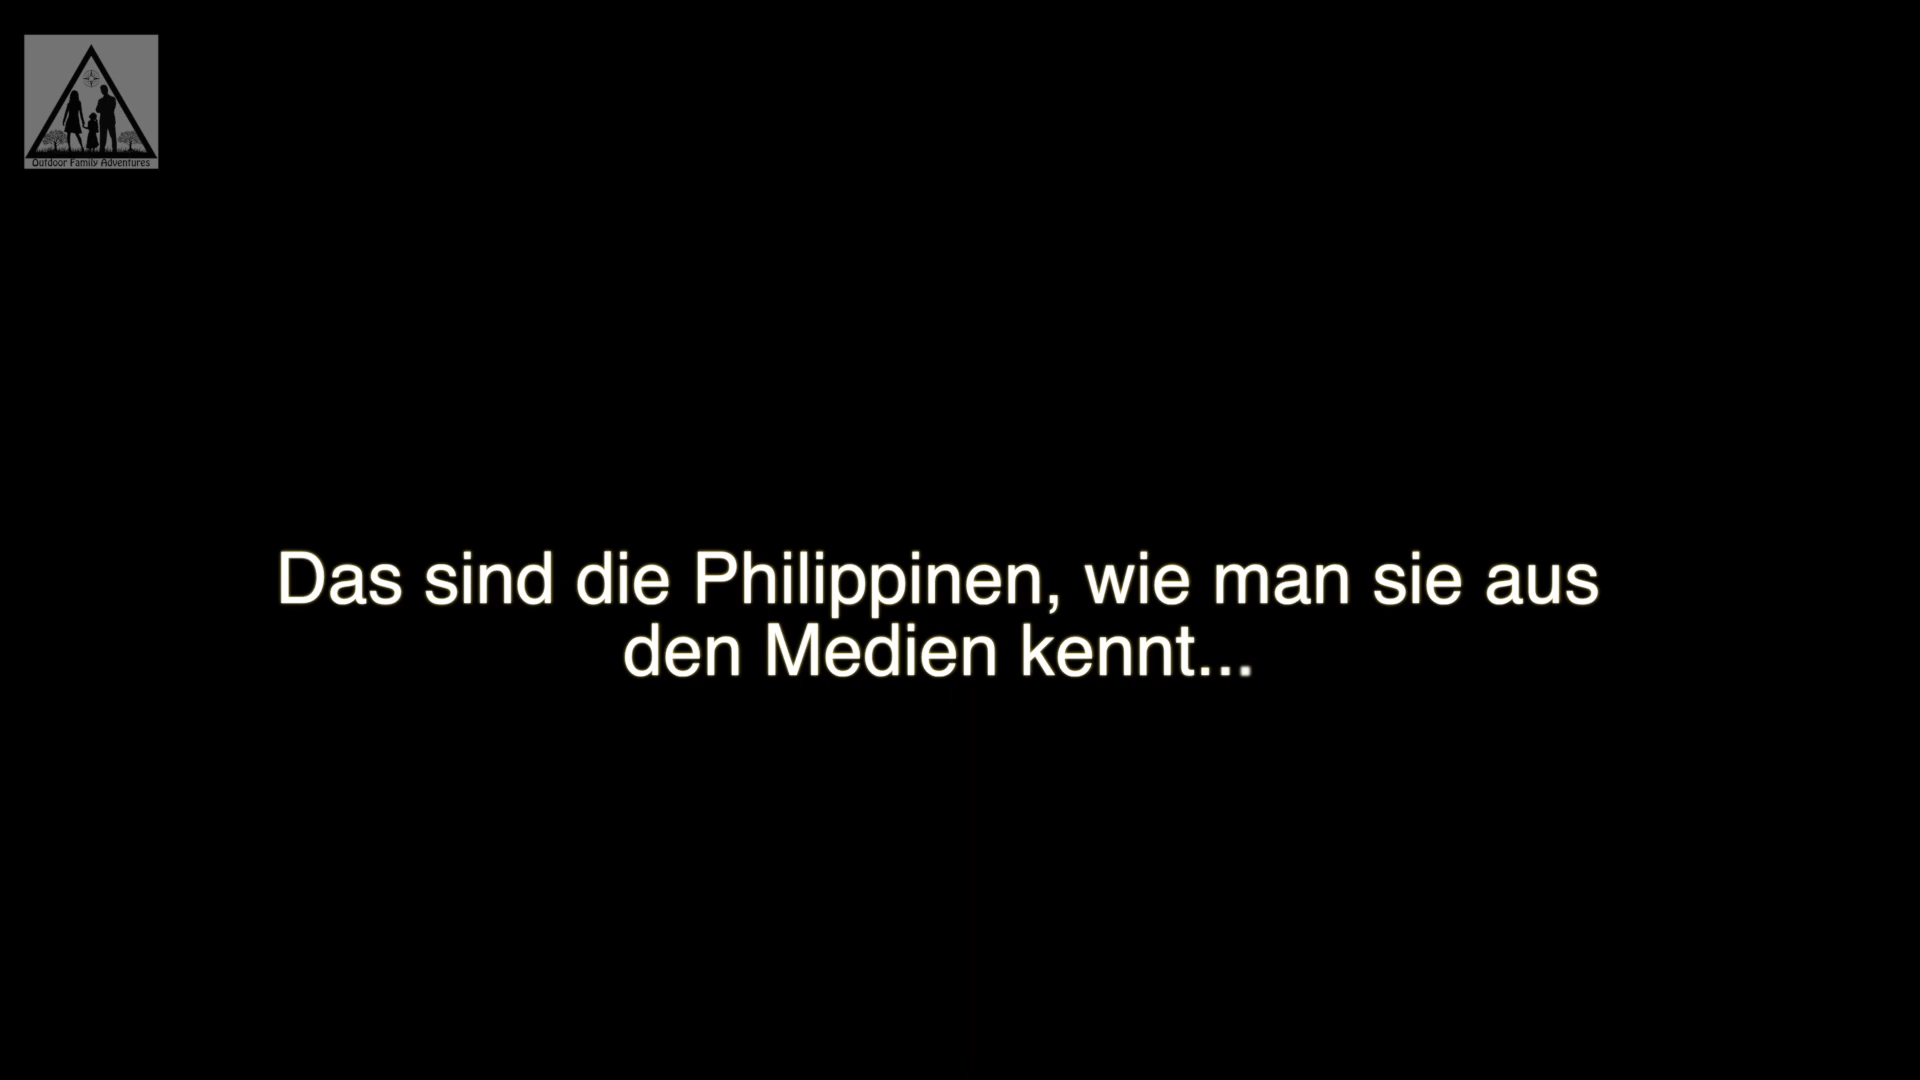 Outdoor Family Adventures
Das sind die Philippinen, wie man sie aus
den Medien kennt...